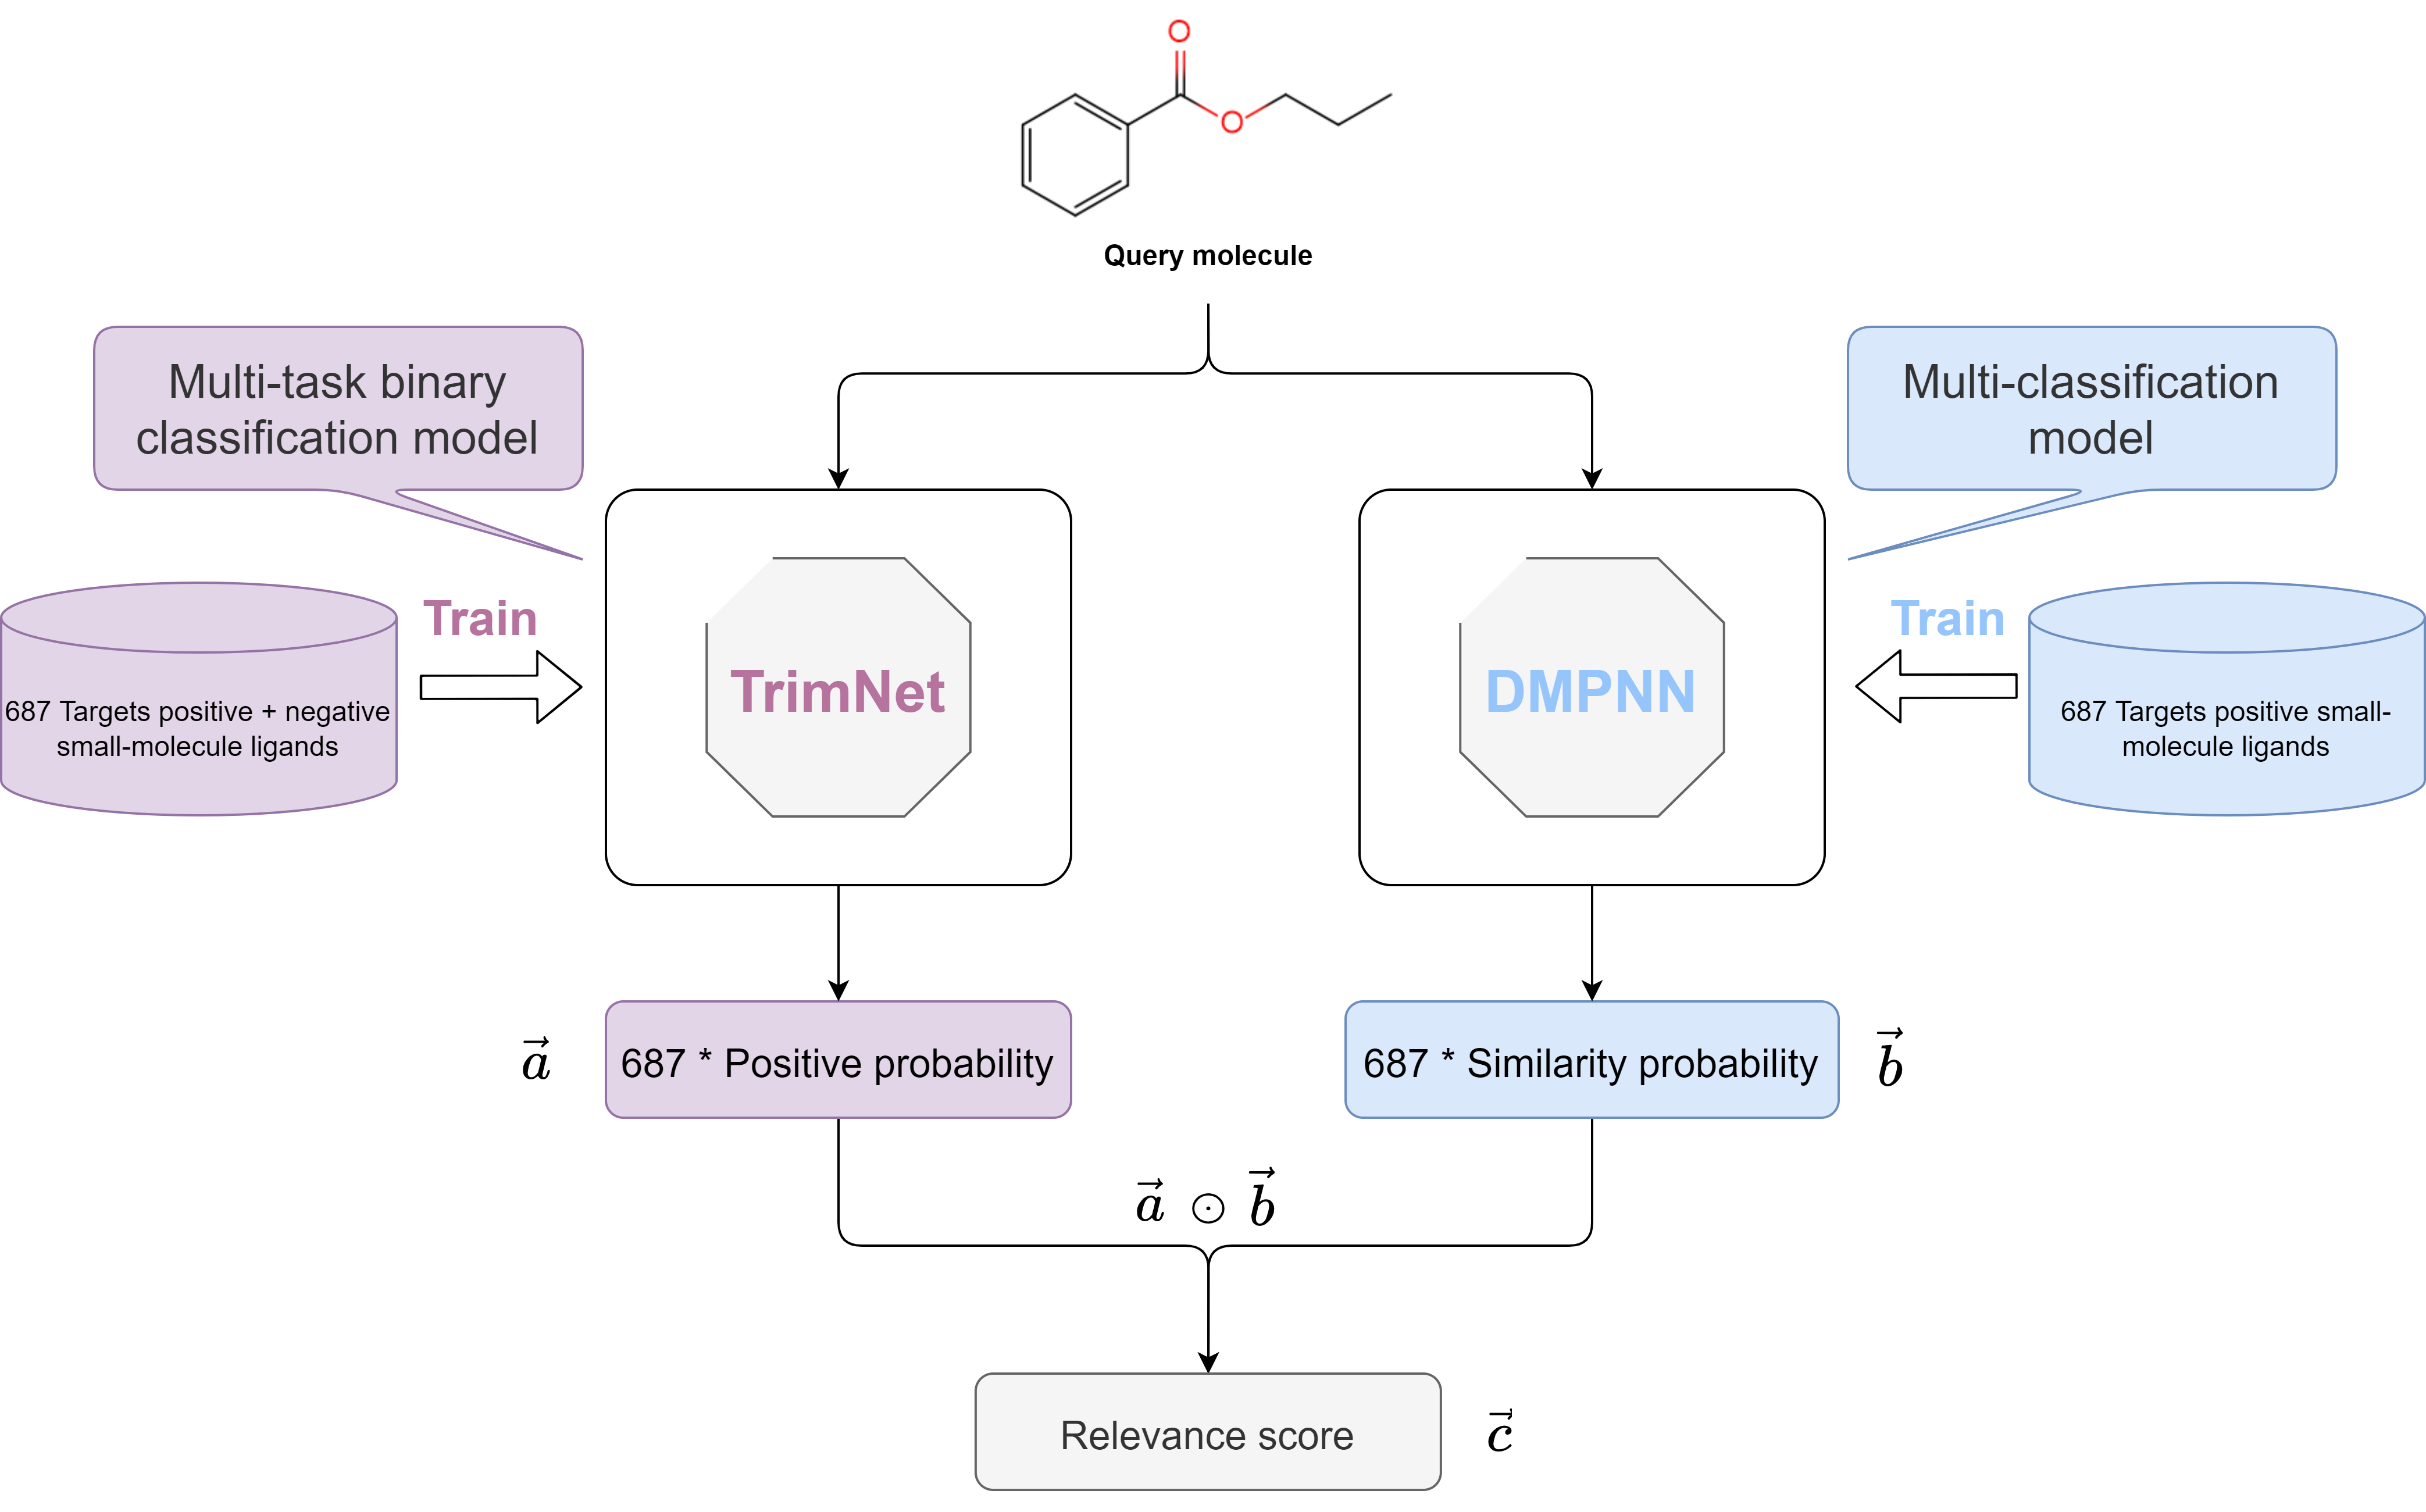 O
O
Query molecule
Multi-task binary
classification model
Multi-classification
model
Train
Train
687 Targets positive + negative
small-molecule ligands
TrimNet
DMPNN
687 Targets positive small-
molecule ligands
\vec{a}
687 * Positive probability
687 * Similarity probability
\vec{b}
\vec{a} ⊙ \vec{b}
Relevance score
\vec{c}